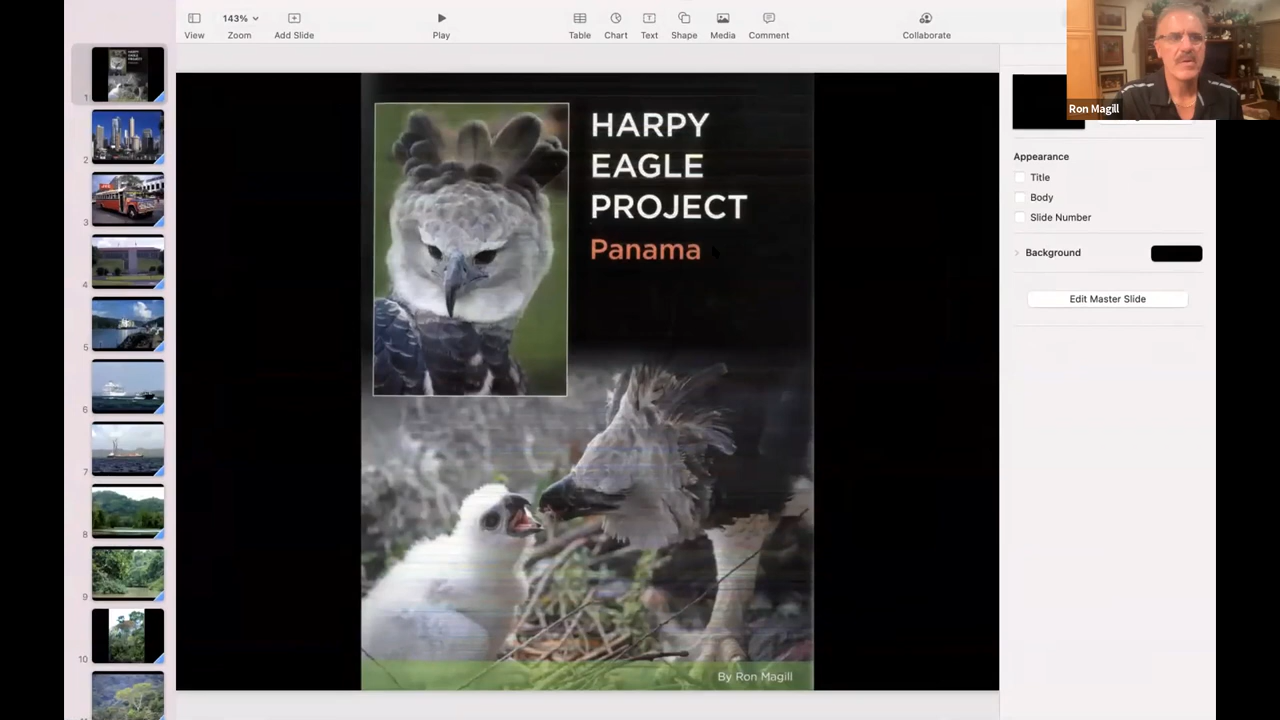 143%
View
Zoom
Add Slide
Play
Table
Chart
Text
Shape
Media
Comment
Collaborate
Ron Magill
1
2
3
4
5
6
7
8
9
10
HARPY
EAGLE
PROJECT
Panama
By Ron Magill
Appearance
Title
Body
Slide Number
Background
Edit Master Slide